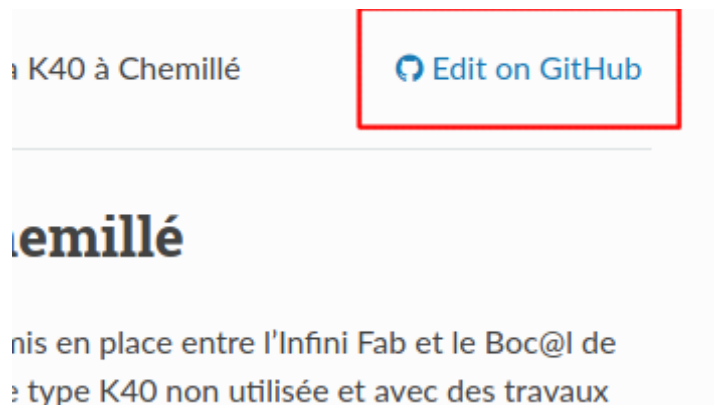 K40 à Chemillé
Edit on GitHub
emillé
en place entre l'Infini Fab et le Boc@l de
type K40 non utilisée et avec des travaux